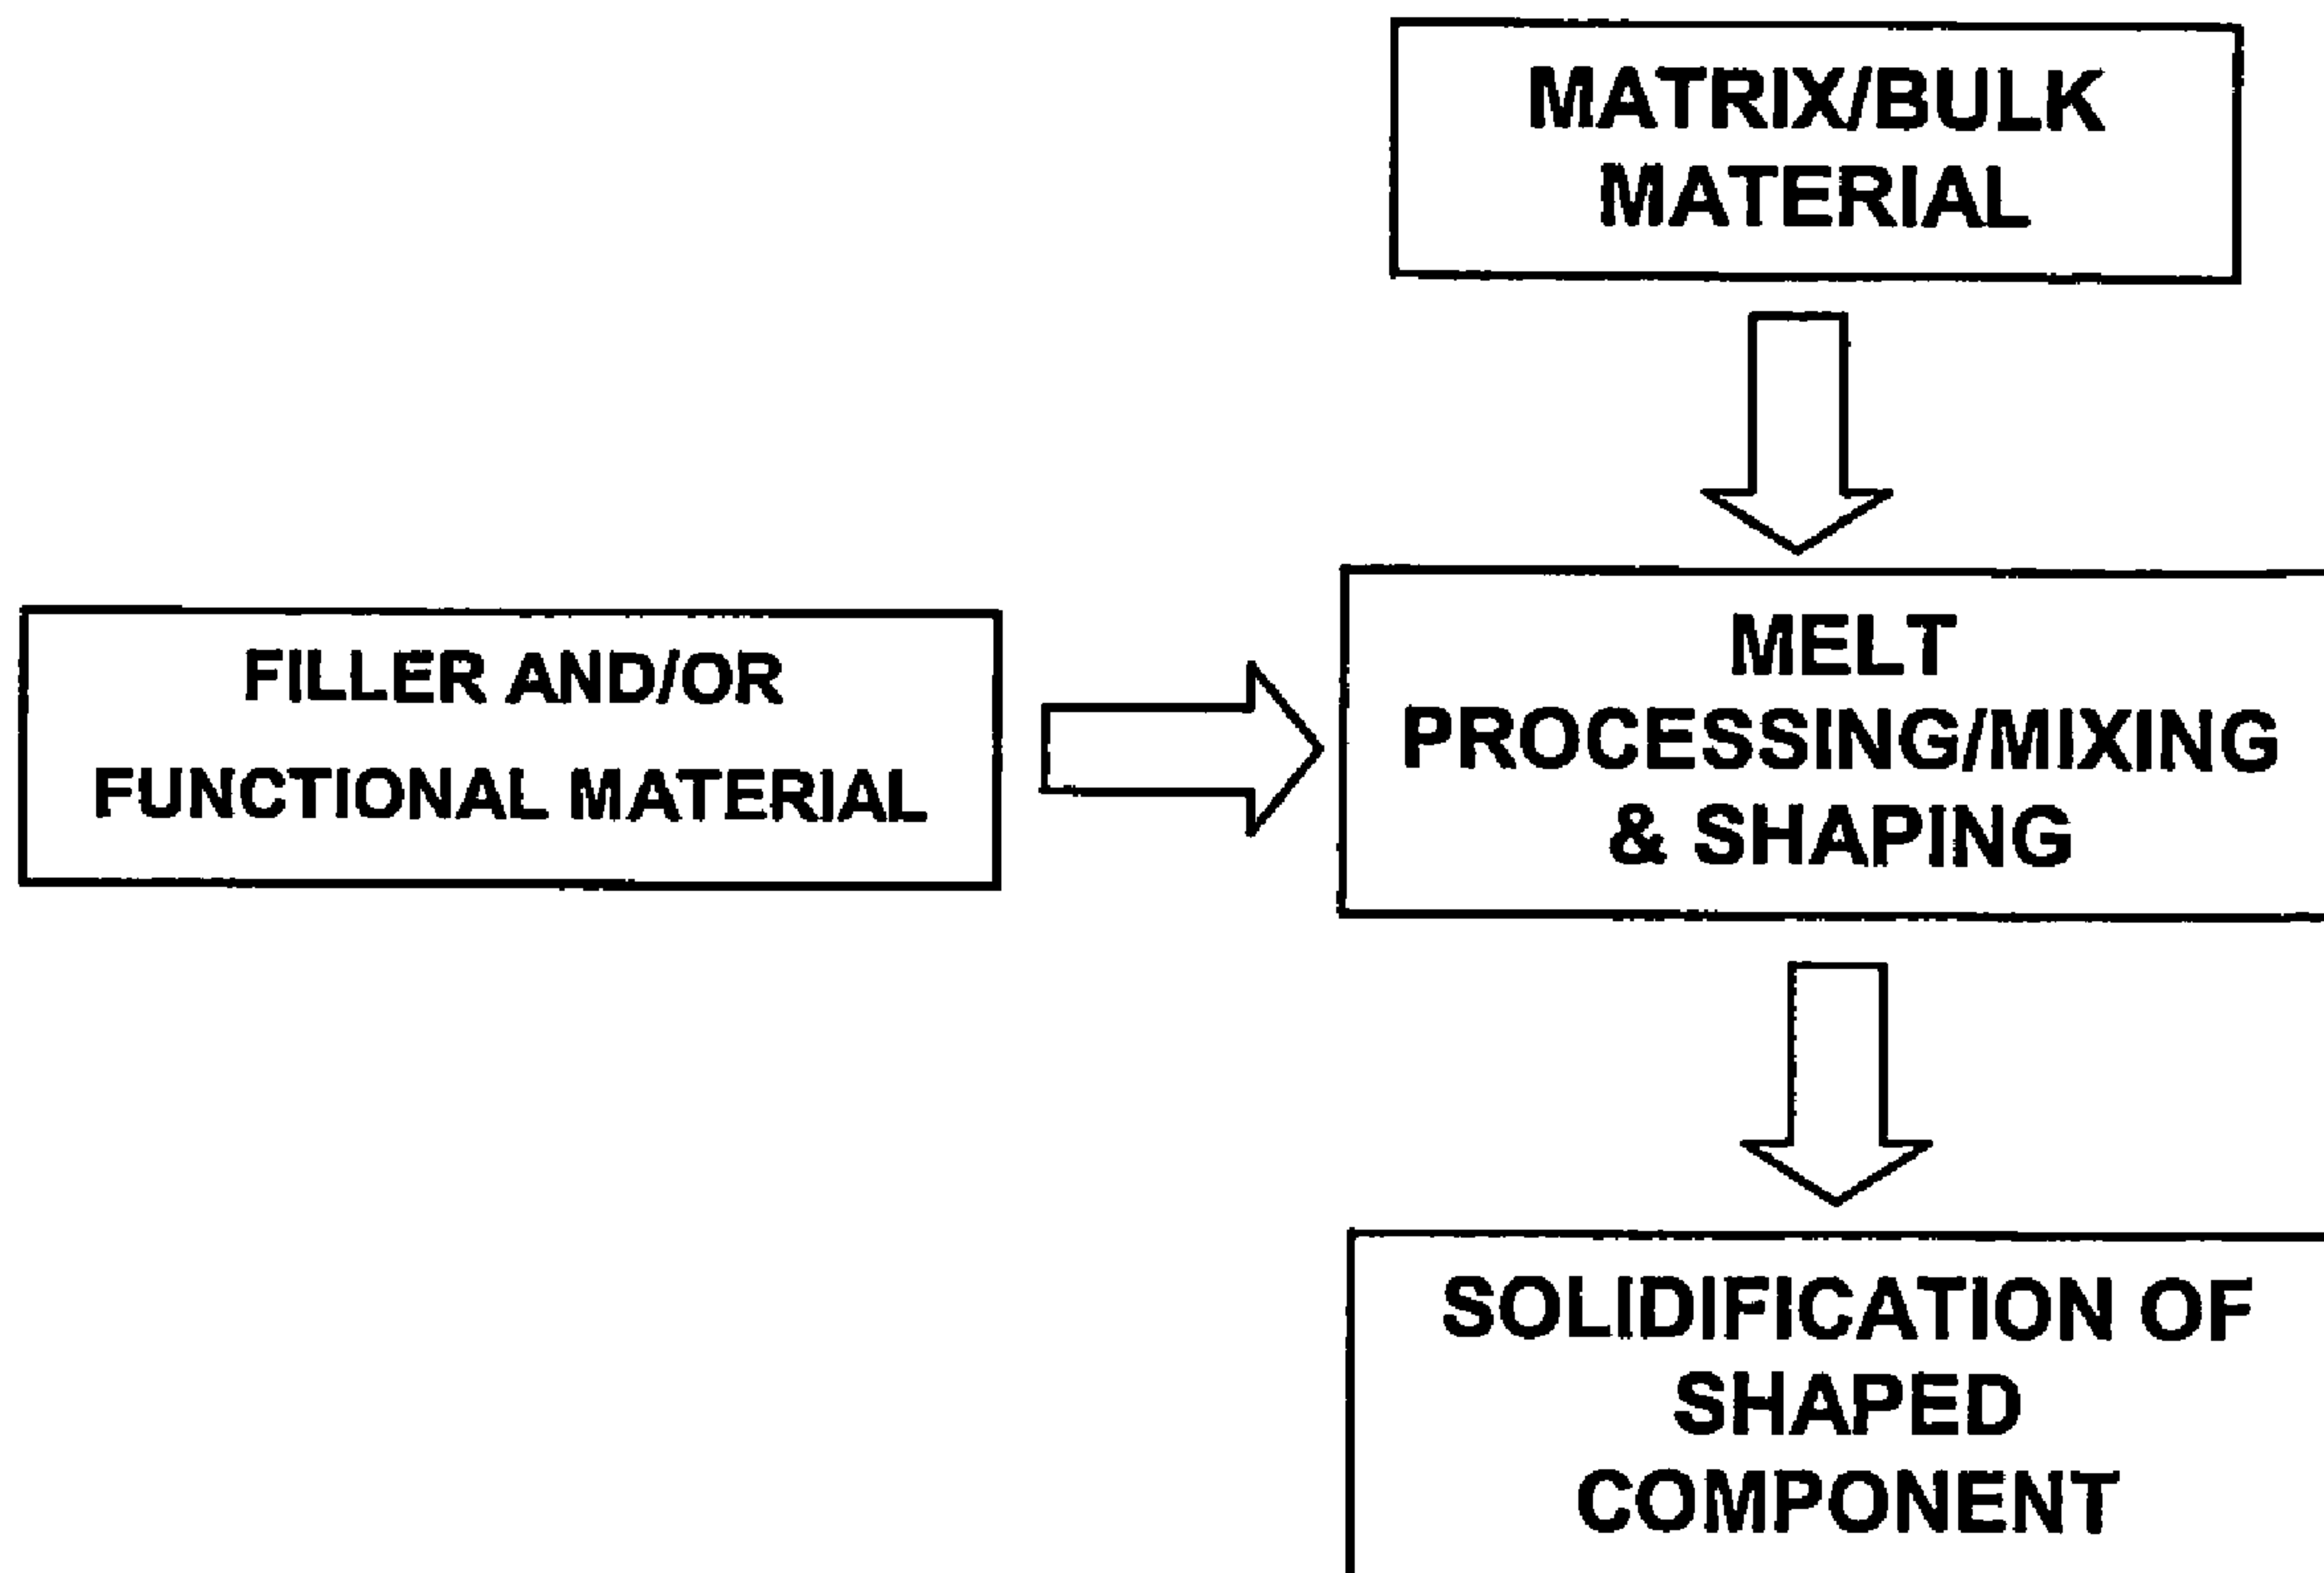 MATRIX/BULK
MATERIAL
FILLER AND/OR
FUNCTIONAL MATERIAL
MELT
PROCESSING/MIXING
& SHAPING
SOLIDIFICATION OF
SHAPED
COMPONENT